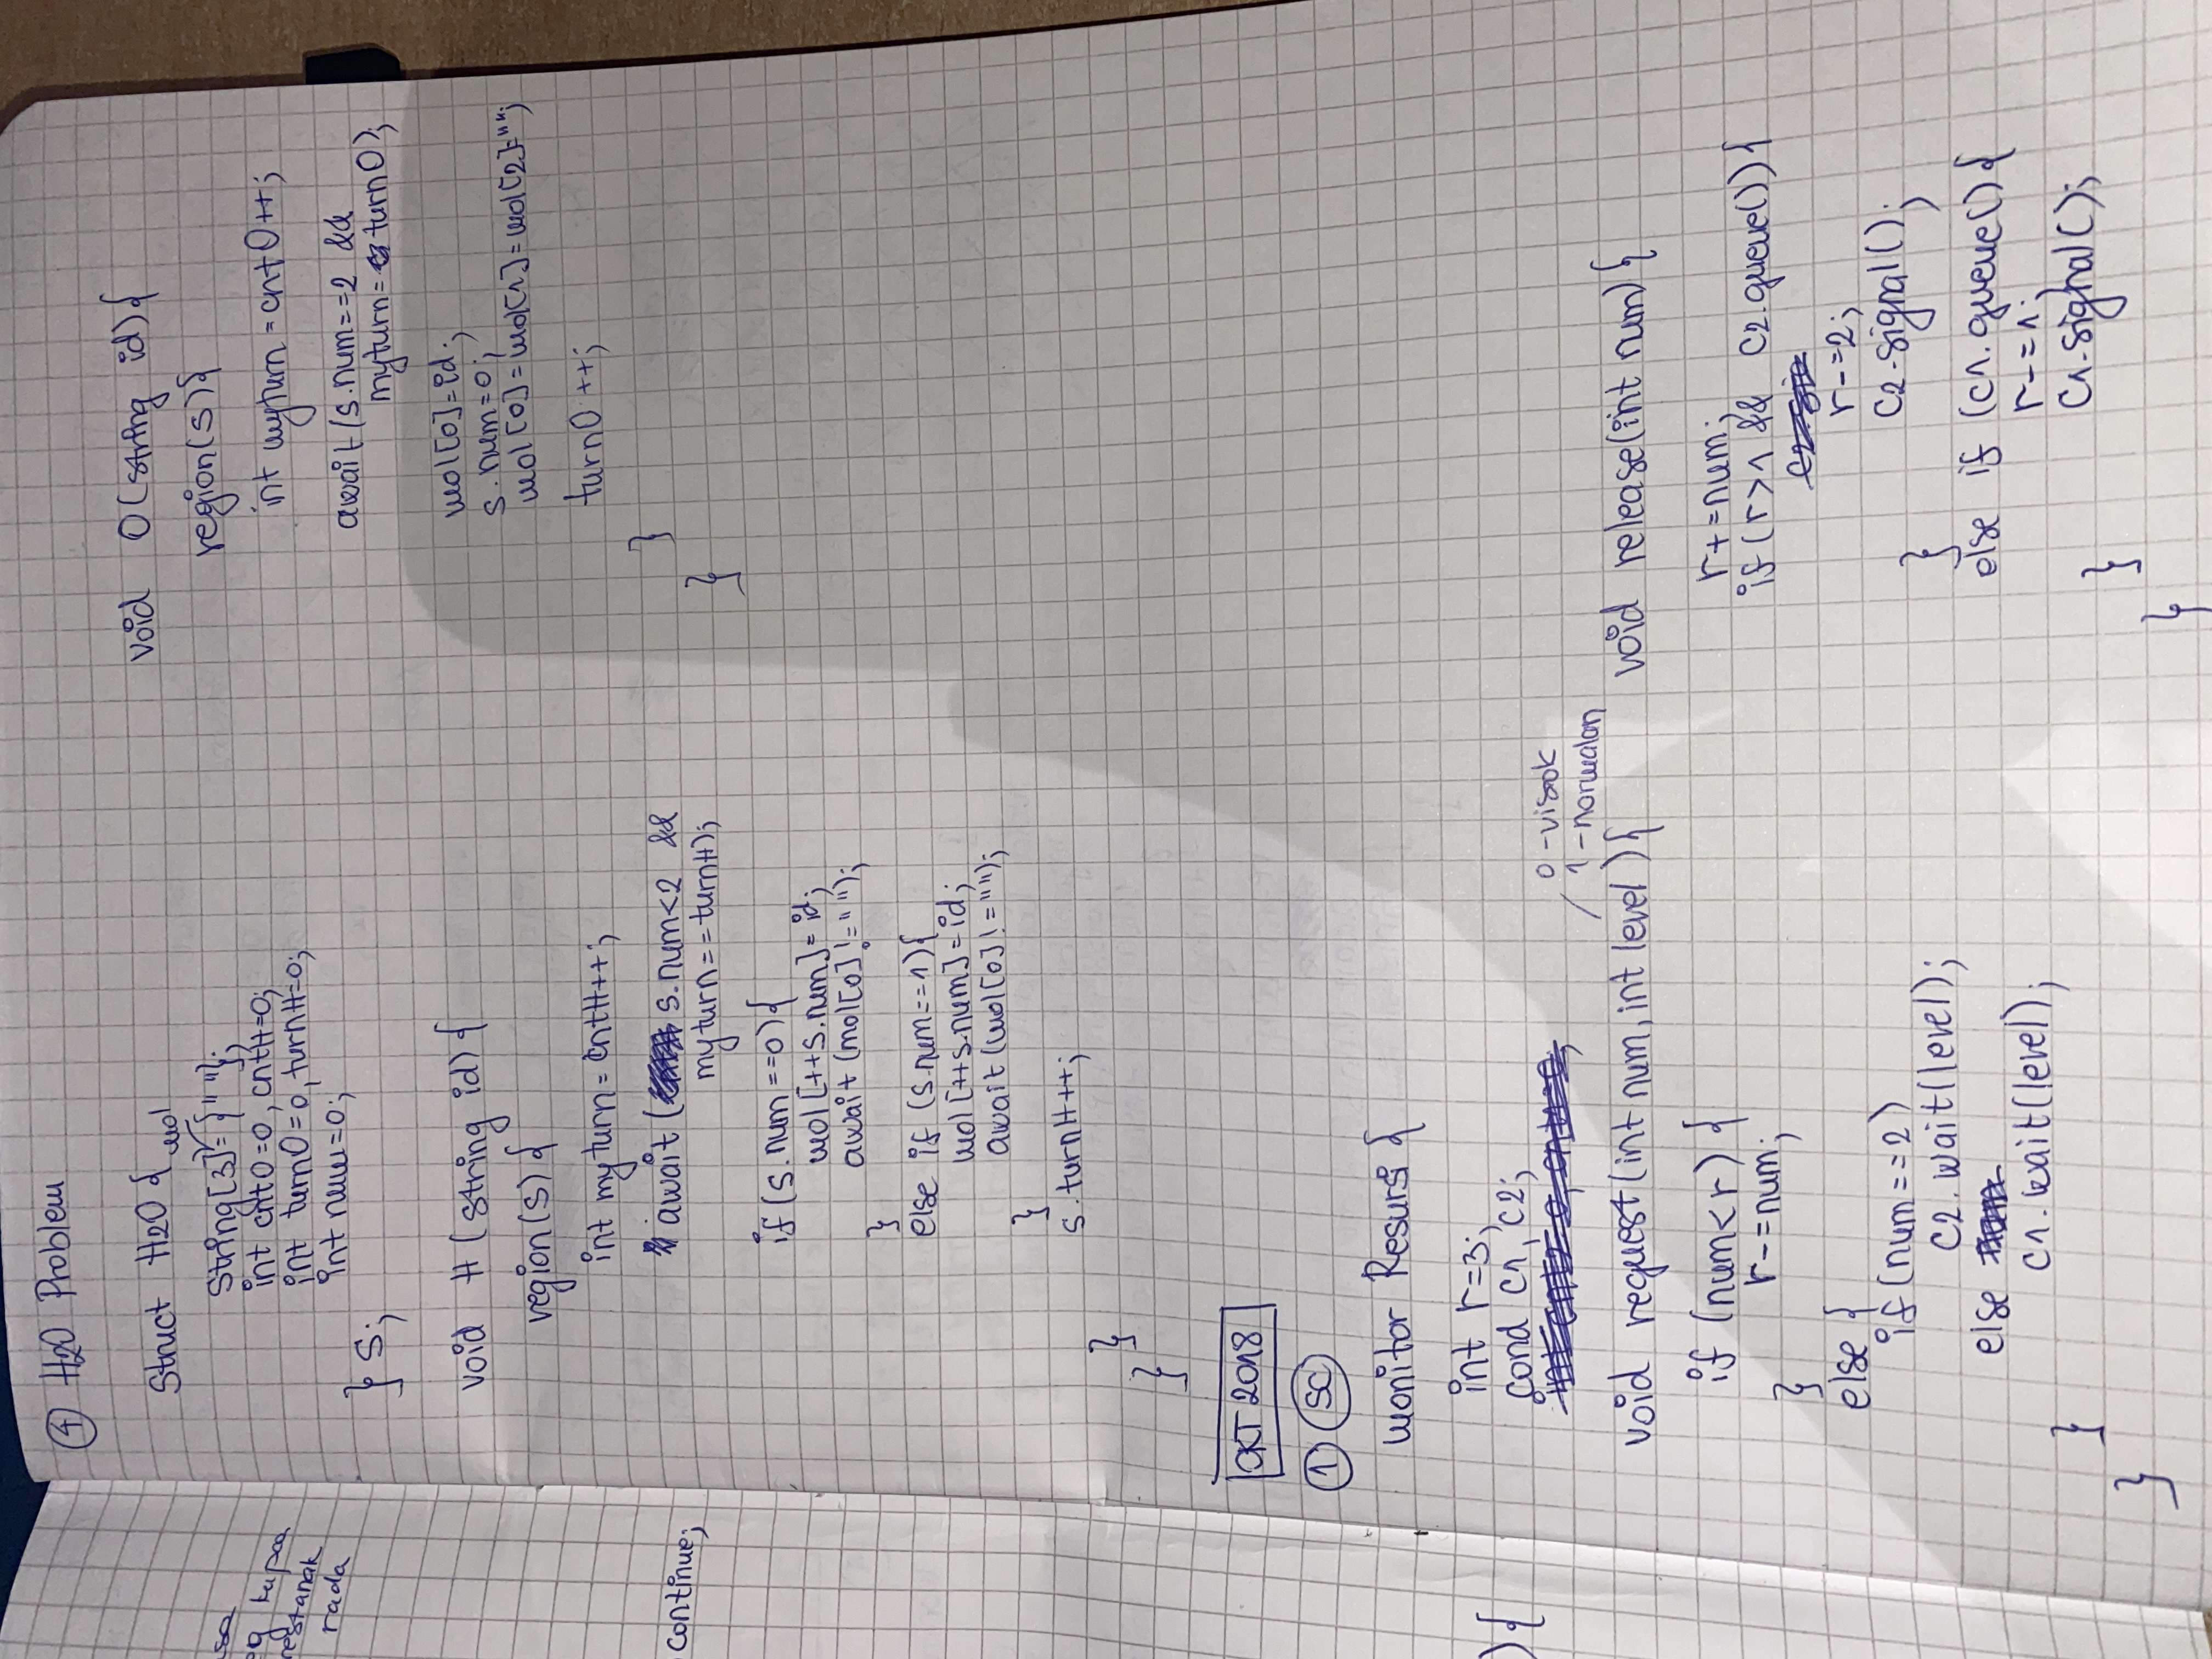 ④ H2O Problem
Struct H2O {
mol
String[3] = {" "};
int cntO=0, cntH=0;
int turnO=0, turnH=0;
int num=0;
} S;
void H (string id) {
region(s) {
int myturn = cntH++;
await ( s.num<2 &&
myturn==turnH);
if (s.num==0){
mol[++s.num]=id;
await (mol[0]!=" ");
}
else if (s.num==1){
mol[++s.num]=id;
await(mol[0]!="");
}
s.turnH++;
}
}
void O(string id){
region(s){
int myturn = cntO++;
await(s.num==2 &&
myturn= turnO);
mol[0]=id;
s.num=0;
mol[0]=mol[1]=mol[2]="";
turnO++;
}
}
sa
kupac
restanak
rada
continue;
){
OKT 2018
① SC
monitor Resursi {
int r=3;
cond c1, c2;
0 -visok
1 -normalan
void request(int num, int level){
if (num<r) {
r-=num;
}
else {
if(num==2)
c2.wait(level);
else
c1.wait(level);
}
}
void release(int num){
r+=num;
if(r>1 && c2.queue()){
r-=2;
c2.signal();
}
else if (c1.queue(){
r-=1;
c1.signal();
}
}